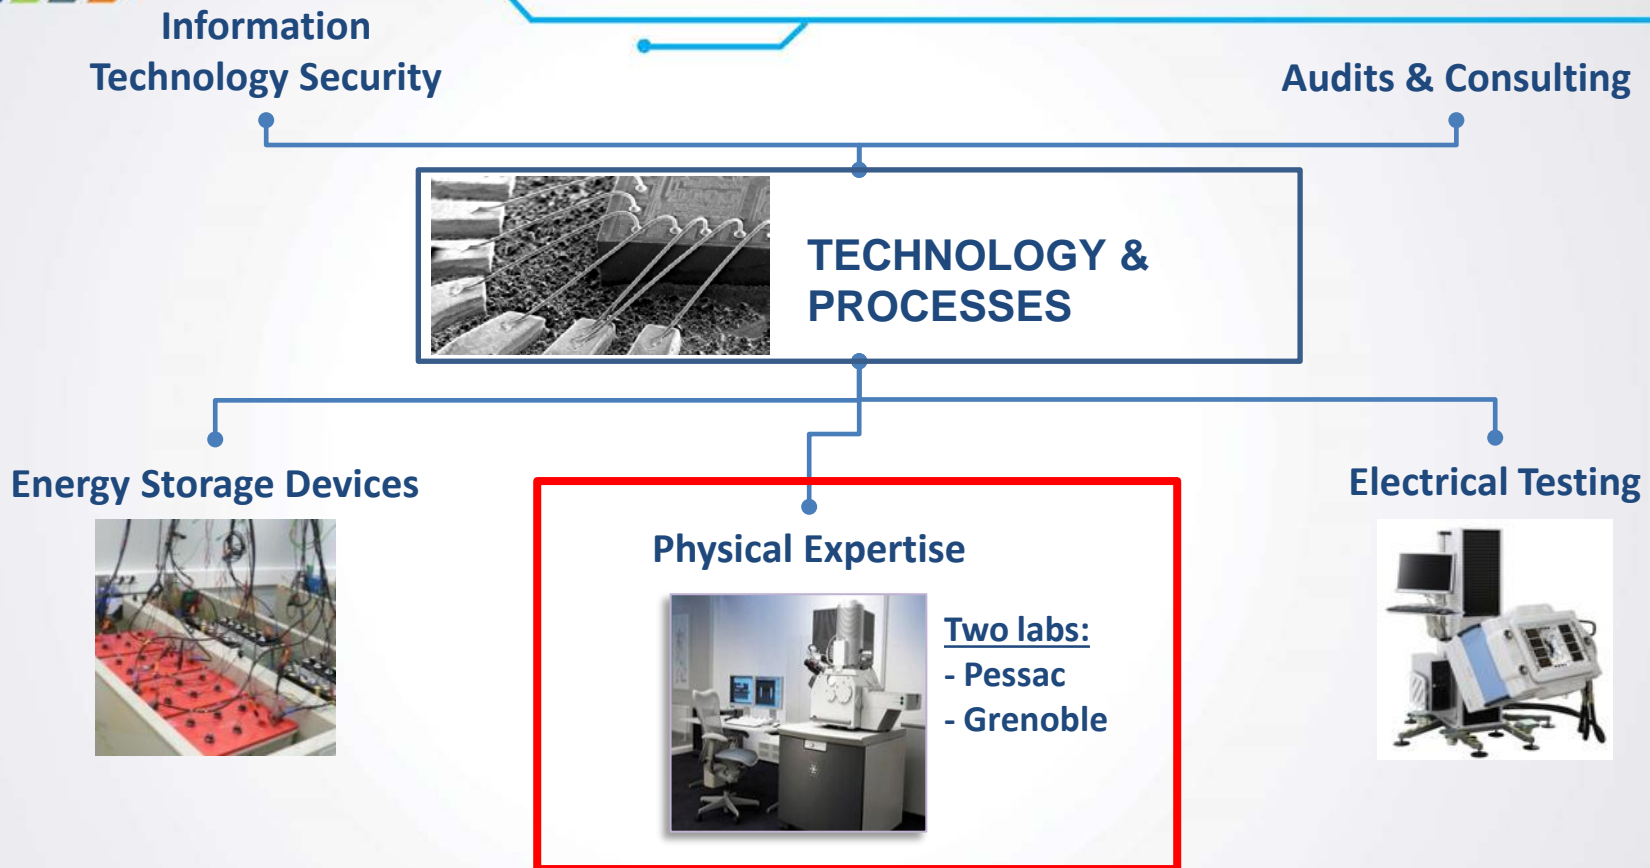 Information
Technology Security
Audits & Consulting
TECHNOLOGY &
PROCESSES
Energy Storage Devices
Electrical Testing
Physical Expertise
Two labs:
- Pessac
- Grenoble